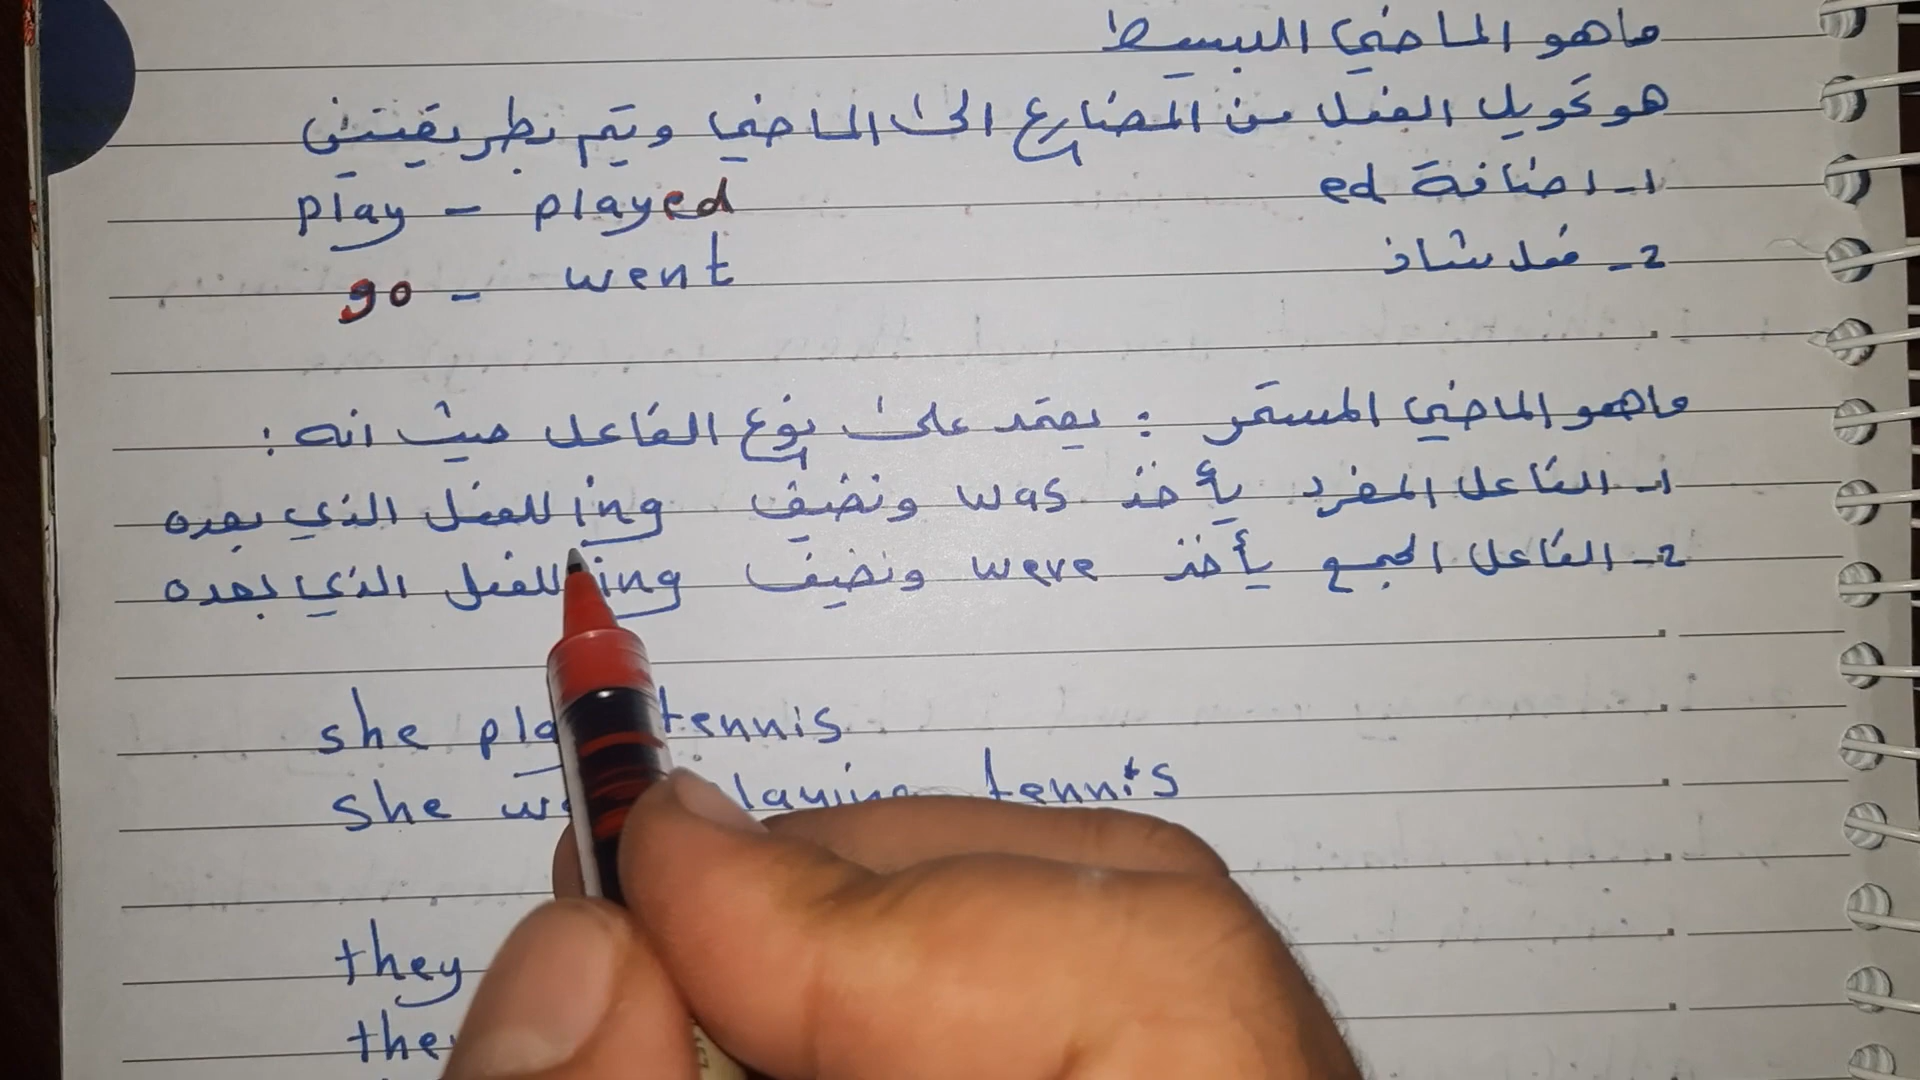 ماهو الماضي البسيط
هو تحويل الفعل من المضارع الى الماضي ويتم بطريقتين
1- اضافة ed play - played
2- فعل شاذ go - went
ماهو الماضي المستمر : يعتمد على نوع الفاعل حيث انه :
1- الفاعل المفرد يأخذ was ونضيف ing للفعل الذي بعده
2- الفاعل الجمع يأخذ were ونضيف ing للفعل الذي بعده
she tennis
she tennis
they